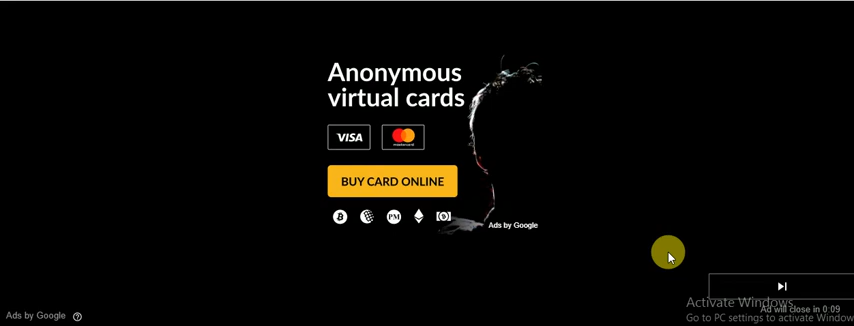 Anonymous
virtual cards
VISA
mastercard
BUY CARD ONLINE
PM
Ads by Google
Activate Windows
Ad will close in 0:09
Ads by Google
Go to PC settings to activate Window